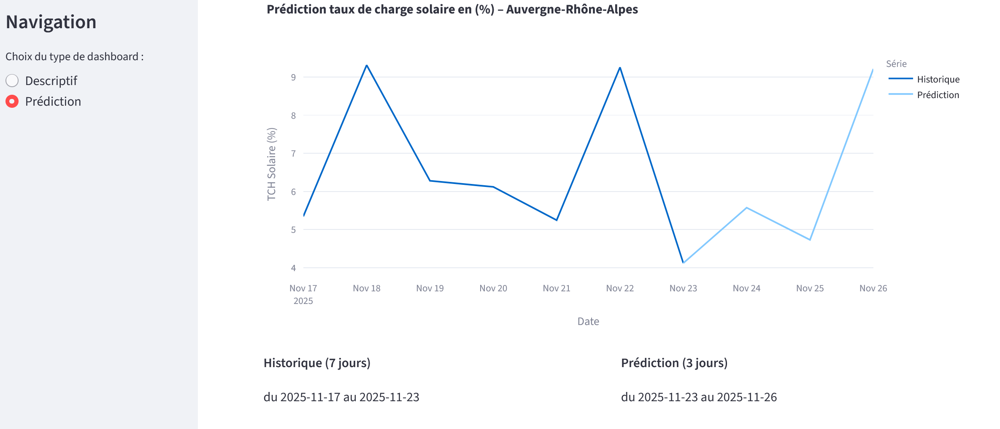 Navigation
Choix du type de dashboard :
Descriptif
Prédiction
Prédiction taux de charge solaire en (%) – Auvergne-Rhône-Alpes
Série
Historique
Prédiction
TCH Solaire (%)
9
8
7
6
5
4
Nov 17 Nov 18 Nov 19 Nov 20 Nov 21 Nov 22 Nov 23 Nov 24 Nov 25 Nov 26
2025
Date
Historique (7 jours)
du 2025-11-17 au 2025-11-23
Prédiction (3 jours)
du 2025-11-23 au 2025-11-26